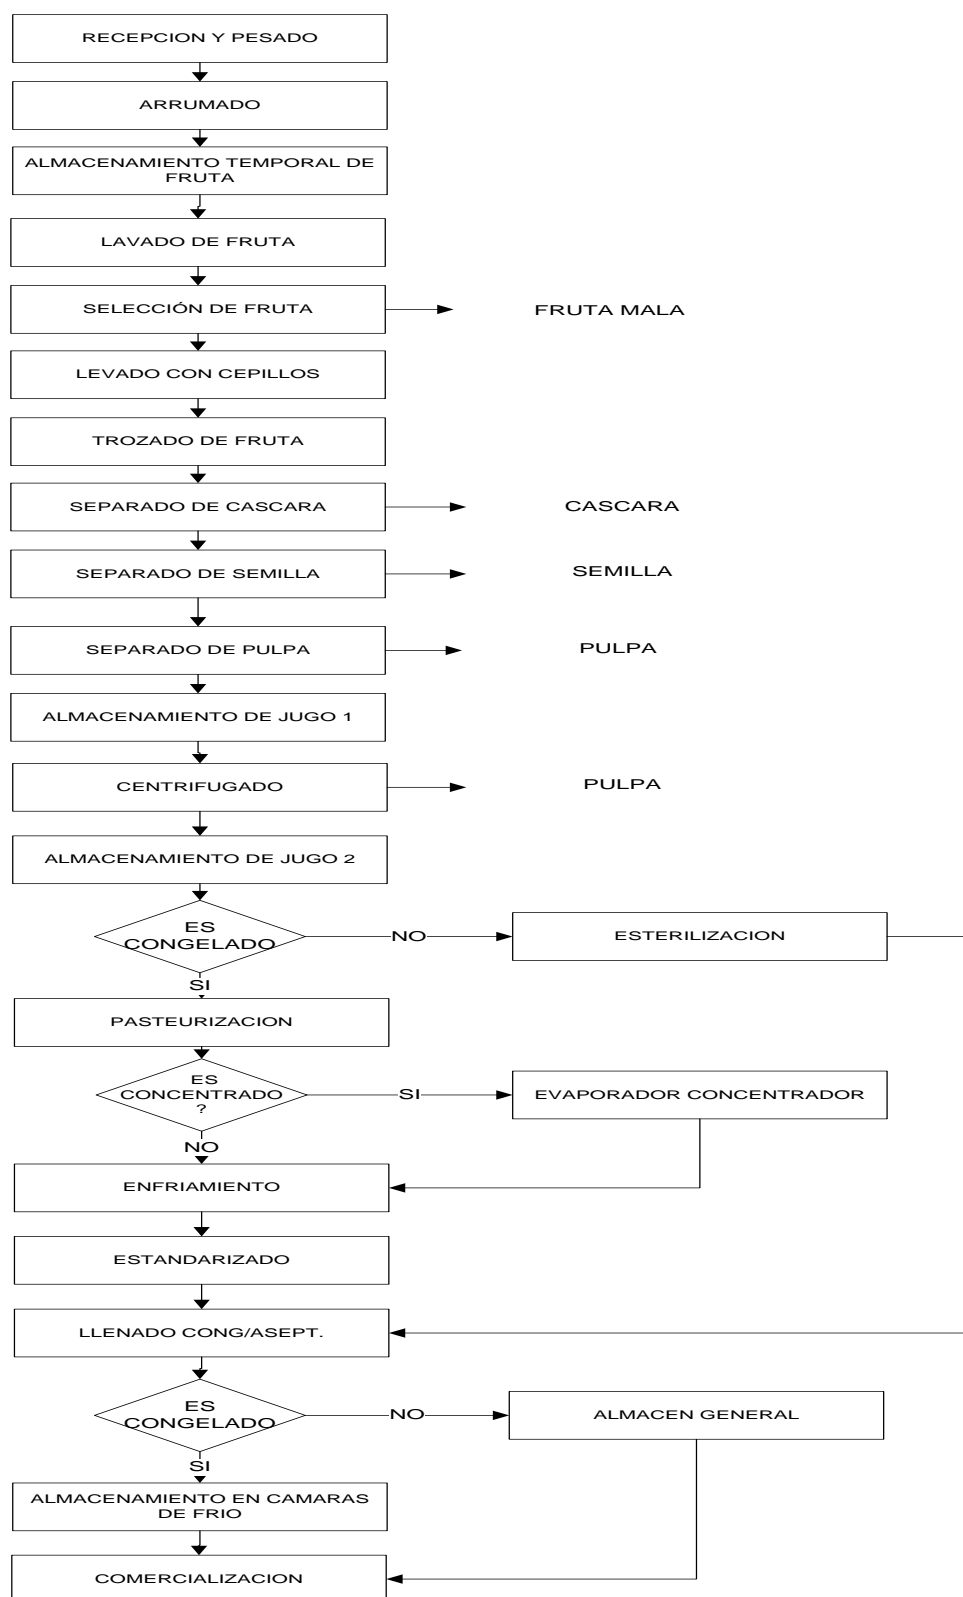 RECEPCION Y PESADO
ARRUMADO
ALMACENAMIENTO TEMPORAL DE
FRUTA
LAVADO DE FRUTA
SELECCIÓN DE FRUTA
FRUTA MALA
LEVADO CON CEPILLOS
TROZADO DE FRUTA
SEPARADO DE CASCARA
CASCARA
SEPARADO DE SEMILLA
SEMILLA
SEPARADO DE PULPA
PULPA
ALMACENAMIENTO DE JUGO 1
CENTRIFUGADO
PULPA
ALMACENAMIENTO DE JUGO 2
ES
CONGELADO
NO
ESTERILIZACION
SI
PASTEURIZACION
ES
CONCENTRADO
?
SI
EVAPORADOR CONCENTRADOR
NO
ENFRIAMIENTO
ESTANDARIZADO
LLENADO CONG/ASEPT.
ES
CONGELADO
NO
ALMACEN GENERAL
SI
ALMACENAMIENTO EN CAMARAS
DE FRIO
COMERCIALIZACION